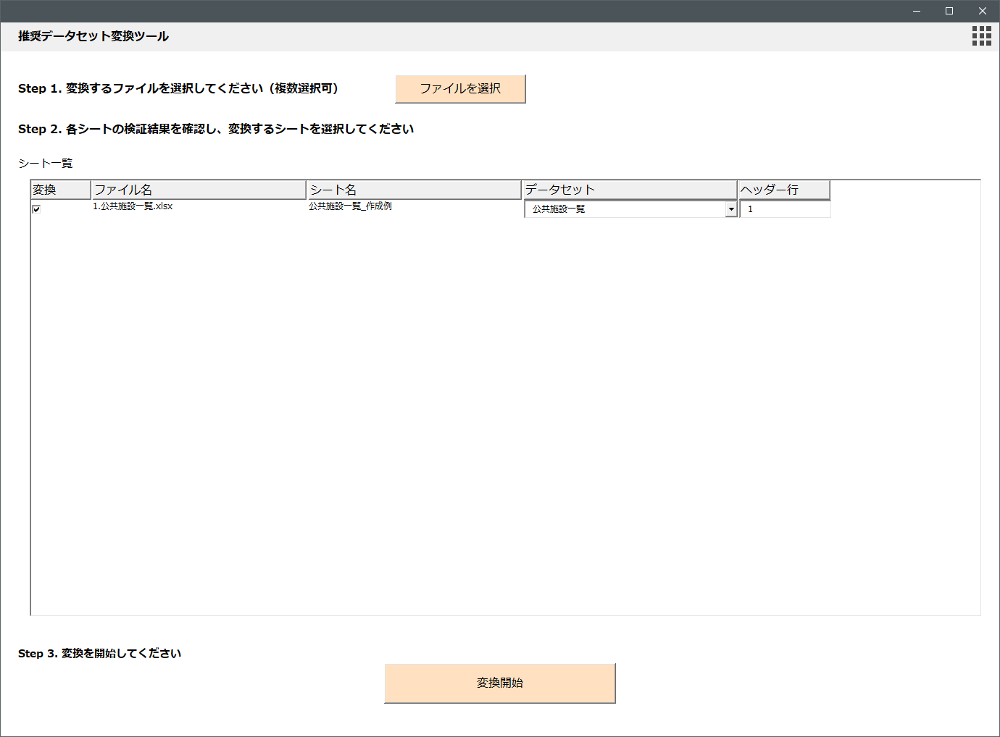 推奨データセット変換ツール
Step 1. 変換するファイルを選択してください（複数選択可）
ファイルを選択
Step 2. 各シートの検証結果を確認し、変換するシートを選択してください
シート一覧
変換 ファイル名 シート名 データセット ヘッダー行
1.公共施設一覧.xlsx 公共施設一覧_作成例 公共施設一覧 1
Step 3. 変換を開始してください
変換開始